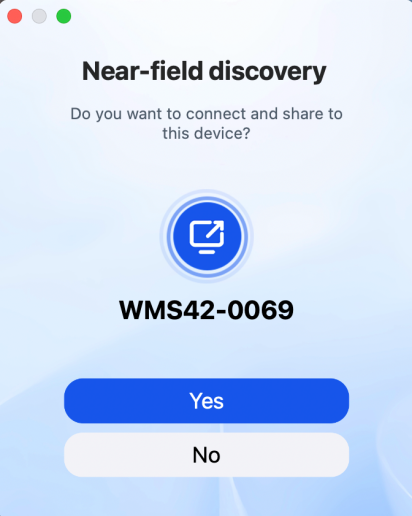 Near-field discovery
Do you want to connect and share to
this device?
WMS42-0069
Yes
No